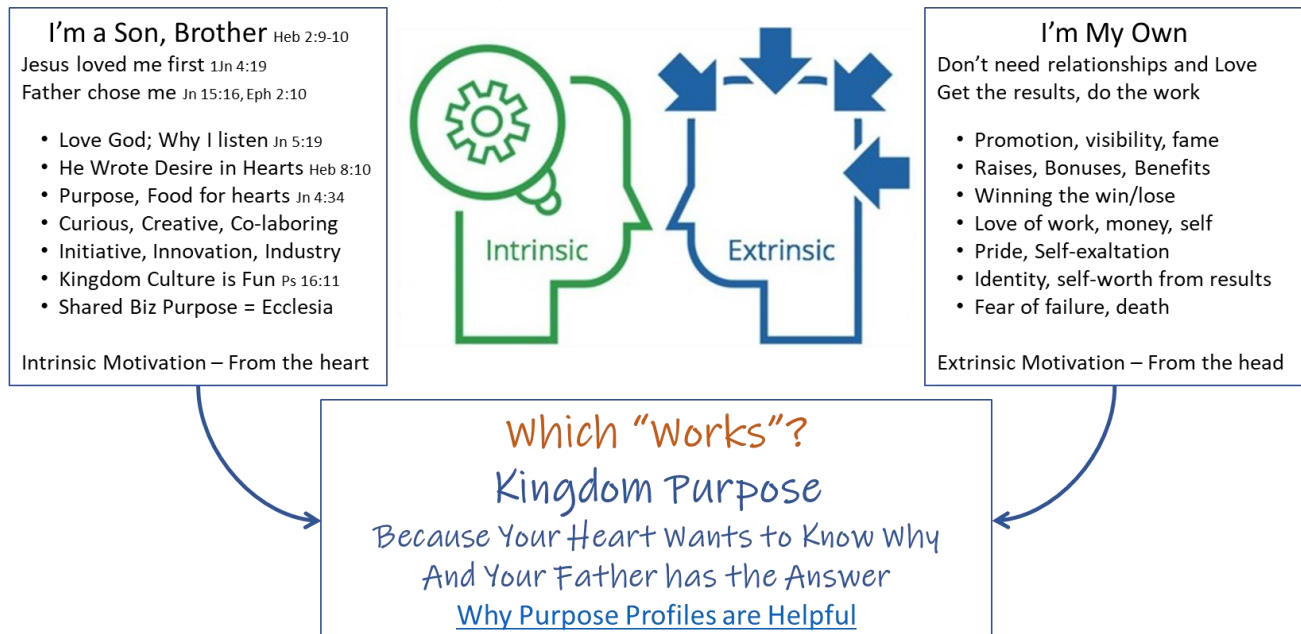 I'm a Son, Brother Heb 2:9-10
Jesus loved me first 1Jn 4:19
Father chose me Jn 15:16, Eph 2:10
• Love God; Why I listen Jn 5:19
• He Wrote Desire in Hearts Heb 8:10
• Purpose, Food for hearts Jn 4:34
• Curious, Creative, Co-laboring
• Initiative, Innovation, Industry
• Kingdom Culture is Fun Ps 16:11
• Shared Biz Purpose = Ecclesia
Intrinsic Motivation – From the heart
Intrinsic
Extrinsic
I'm My Own
Don't need relationships and Love
Get the results, do the work
• Promotion, visibility, fame
• Raises, Bonuses, Benefits
• Winning the win/lose
• Love of work, money, self
• Pride, Self-exaltation
• Identity, self-worth from results
• Fear of failure, death
Extrinsic Motivation – From the head
Which "Works"?
Kingdom Purpose
Because Your Heart Wants to Know Why
And Your Father has the Answer
Why Purpose Profiles are Helpful